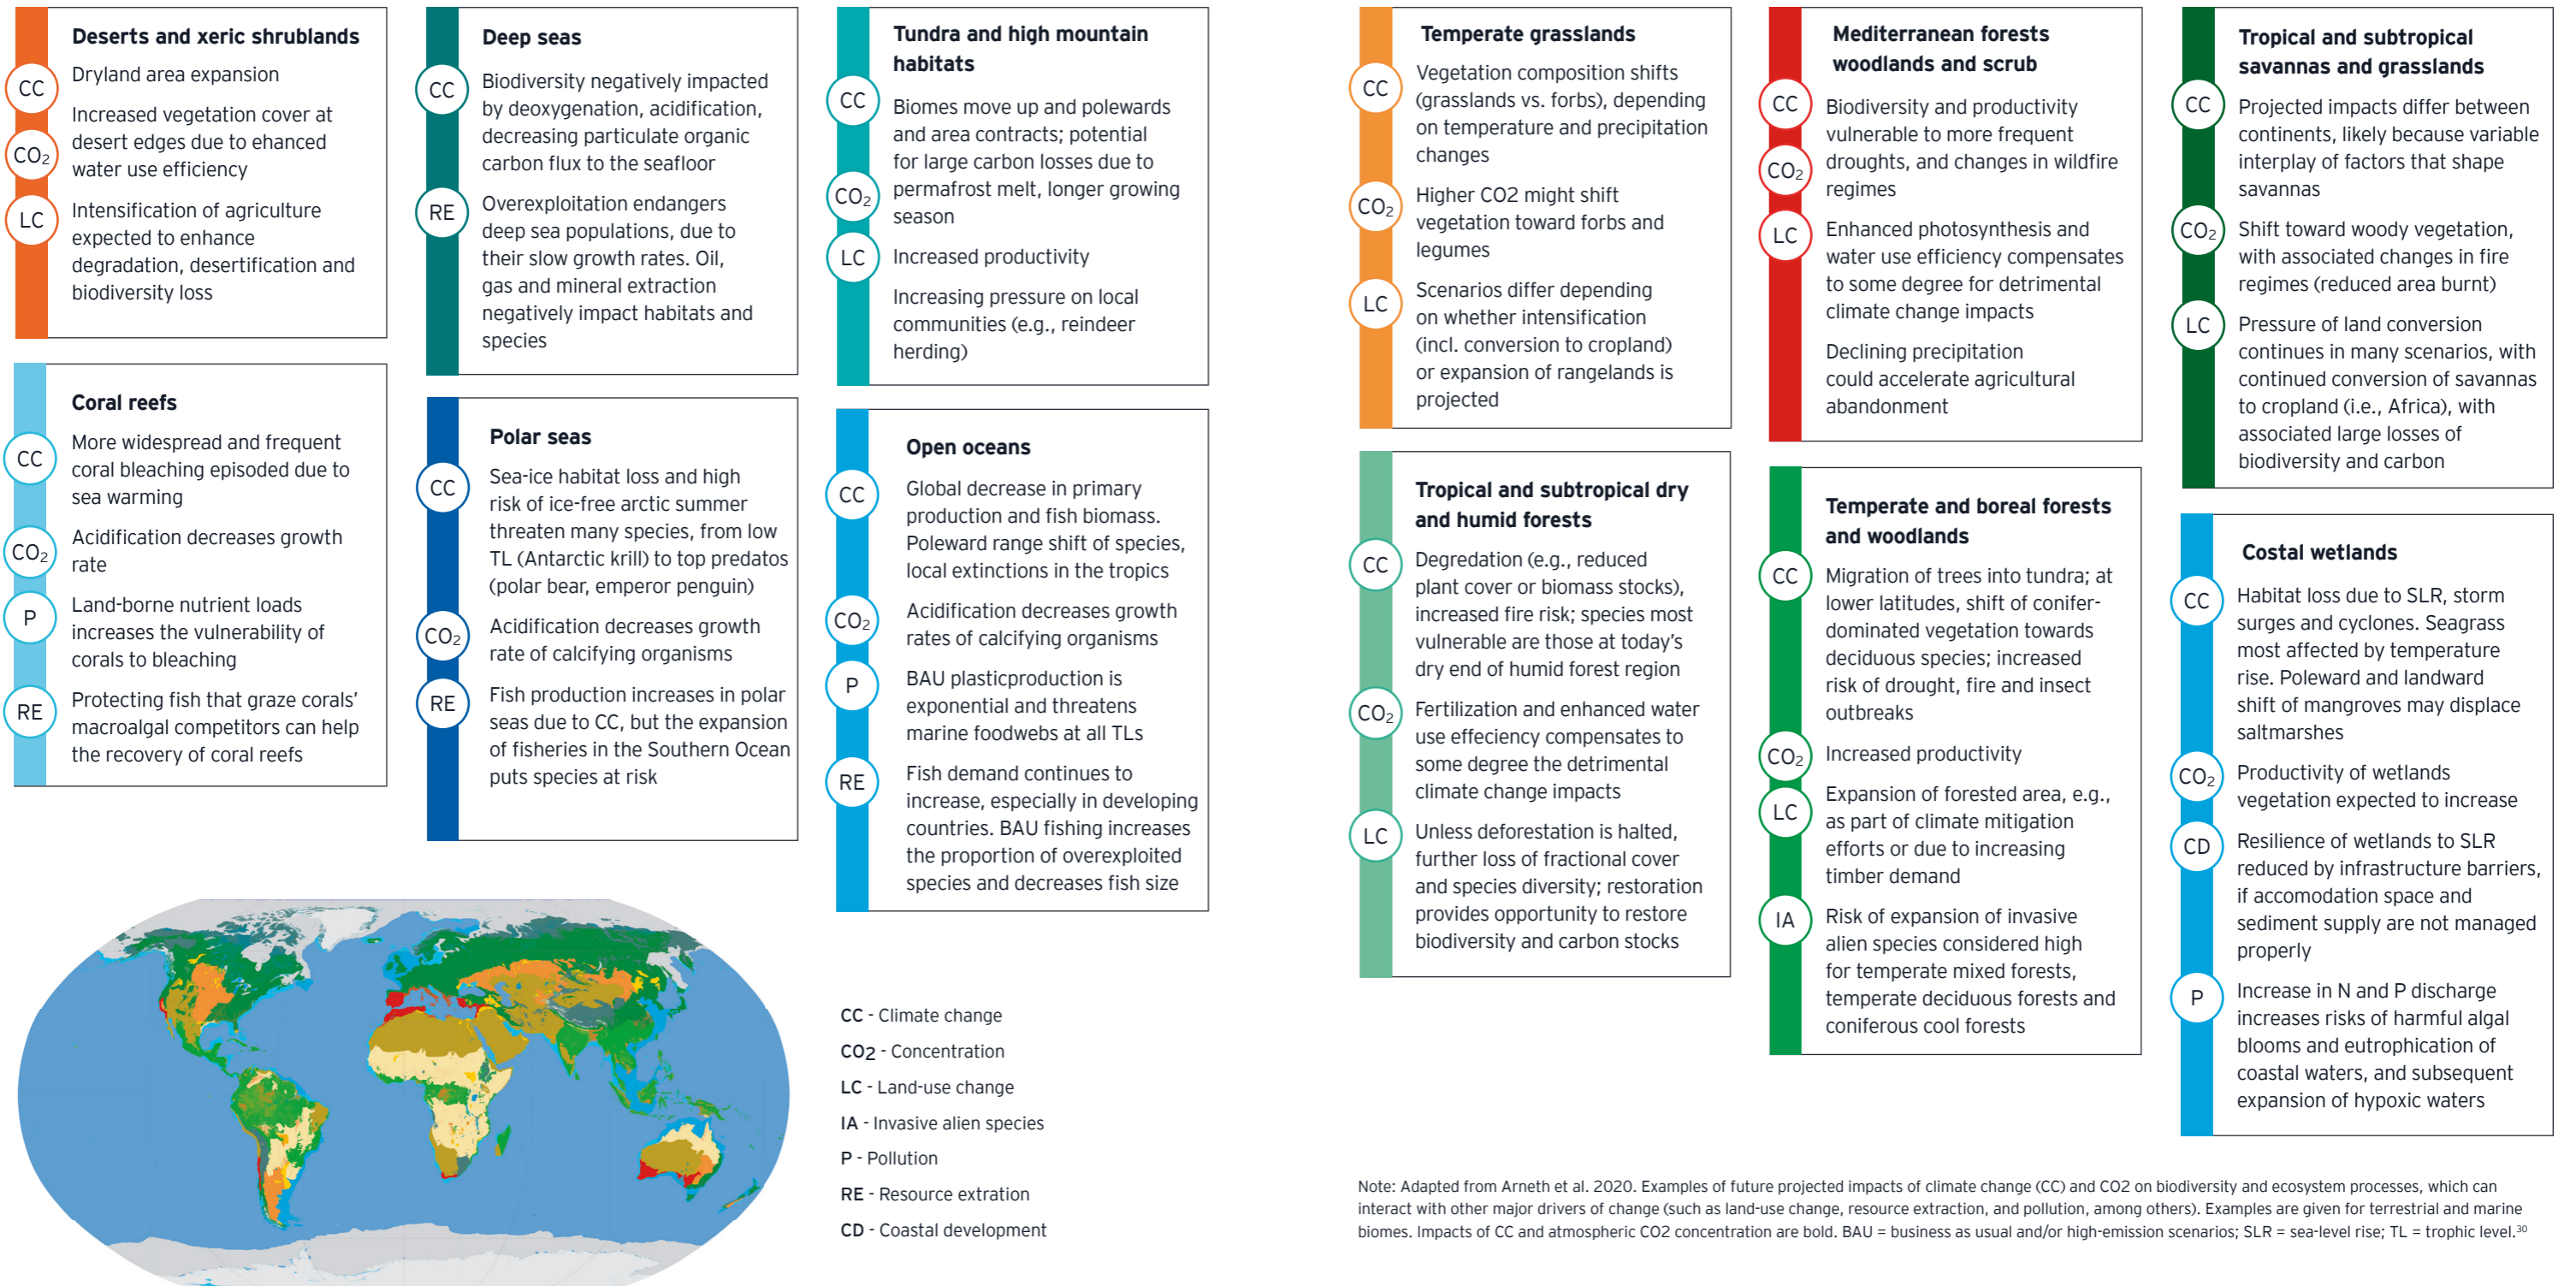 Deserts and xeric shrublands
CC
Dryland area expansion
CO₂
Increased vegetation cover at
desert edges due to ehanced
water use efficiency
LC
Intensification of agriculture
expected to enhance
degradation, desertification and
biodiversity loss
Coral reefs
CC
More widespread and frequent
coral bleaching episoded due to
sea warming
CO₂
Acidification decreases growth
rate
P
Land-borne nutrient loads
increases the vulnerability of
corals to bleaching
RE
Protecting fish that graze corals’
macroalgal competitors can help
the recovery of coral reefs
Deep seas
CC
Biodiversity negatively impacted
by deoxygenation, acidification,
decreasing particulate organic
carbon flux to the seafloor
RE
Overexploitation endangers
deep sea populations, due to
their slow growth rates. Oil,
gas and mineral extraction
negatively impact habitats and
species
Polar seas
CC
Sea-ice habitat loss and high
risk of ice-free arctic summer
threaten many species, from low
TL (Antarctic krill) to top predatos
(polar bear, emperor penguin)
CO₂
Acidification decreases growth
rate of calcifying organisms
RE
Fish production increases in polar
seas due to CC, but the expansion
of fisheries in the Southern Ocean
puts species at risk
Tundra and high mountain
habitats
CC
Biomes move up and polewards
and area contracts; potential
for large carbon losses due to
permafrost melt, longer growing
season
CO₂
LC
Increased productivity
Increasing pressure on local
communities (e.g., reindeer
herding)
Open oceans
CC
Global decrease in primary
production and fish biomass.
Poleward range shift of species,
local extinctions in the tropics
CO₂
Acidification decreases growth
rates of calcifying organisms
P
BAU plasticproduction is
exponential and threatens
marine foodwebs at all TLs
RE
Fish demand continues to
increase, especially in developing
countries. BAU fishing increases
the proportion of overexploited
species and decreases fish size
CC - Climate change
CO2 - Concentration
LC - Land-use change
IA - Invasive alien species
P - Pollution
RE - Resource extration
CD - Coastal development
Temperate grasslands
CC
Vegetation composition shifts
(grasslands vs. forbs), depending
on temperature and precipitation
changes
CO₂
Higher CO2 might shift
vegetation toward forbs and
legumes
LC
Scenarios differ depending
on whether intensification
(incl. conversion to cropland)
or expansion of rangelands is
projected
Tropical and subtropical dry
and humid forests
CC
Degredation (e.g., reduced
plant cover or biomass stocks),
increased fire risk; species most
vulnerable are those at today’s
dry end of humid forest region
CO₂
Fertilization and enhanced water
use effeciency compensates to
some degree the detrimental
climate change impacts
LC
Unless deforestation is halted,
further loss of fractional cover
and species diversity; restoration
provides opportunity to restore
biodiversity and carbon stocks
Mediterranean forests
woodlands and scrub
CC
Biodiversity and productivity
vulnerable to more frequent
droughts, and changes in wildfire
regimes
CO₂
LC
Enhanced photosynthesis and
water use efficiency compensates
to some degree for detrimental
climate change impacts
Declining precipitation
could accelerate agricultural
abandonment
Temperate and boreal forests
and woodlands
CC
Migration of trees into tundra; at
lower latitudes, shift of conifer-
dominated vegetation towards
deciduous species; increased
risk of drought, fire and insect
outbreaks
CO₂
Increased productivity
LC
Expansion of forested area, e.g.,
as part of climate mitigation
efforts or due to increasing
timber demand
IA
Risk of expansion of invasive
alien species considered high
for temperate mixed forests,
temperate deciduous forests and
coniferous cool forests
Tropical and subtropical
savannas and grasslands
CC
Projected impacts differ between
continents, likely because variable
interplay of factors that shape
savannas
CO₂
Shift toward woody vegetation,
with associated changes in fire
regimes (reduced area burnt)
LC
Pressure of land conversion
continues in many scenarios, with
continued conversion of savannas
to cropland (i.e., Africa), with
associated large losses of
biodiversity and carbon
Costal wetlands
CC
Habitat loss due to SLR, storm
surges and cyclones. Seagrass
most affected by temperature
rise. Poleward and landward
shift of mangroves may displace
saltmarshes
CO₂
Productivity of wetlands
vegetation expected to increase
CD
Resilience of wetlands to SLR
reduced by infrastructure barriers,
if accomodation space and
sediment supply are not managed
properly
P
Increase in N and P discharge
increases risks of harmful algal
blooms and eutrophication of
coastal waters, and subsequent
expansion of hypoxic waters
Note: Adapted from Arneth et al. 2020. Examples of future projected impacts of climate change (CC) and CO2 on biodiversity and ecosystem processes, which can
interact with other major drivers of change (such as land-use change, resource extraction, and pollution, among others). Examples are given for terrestrial and marine
biomes. Impacts of CC and atmospheric CO2 concentration are bold. BAU = business as usual and/or high-emission scenarios; SLR = sea-level rise; TL = trophic level.³⁰